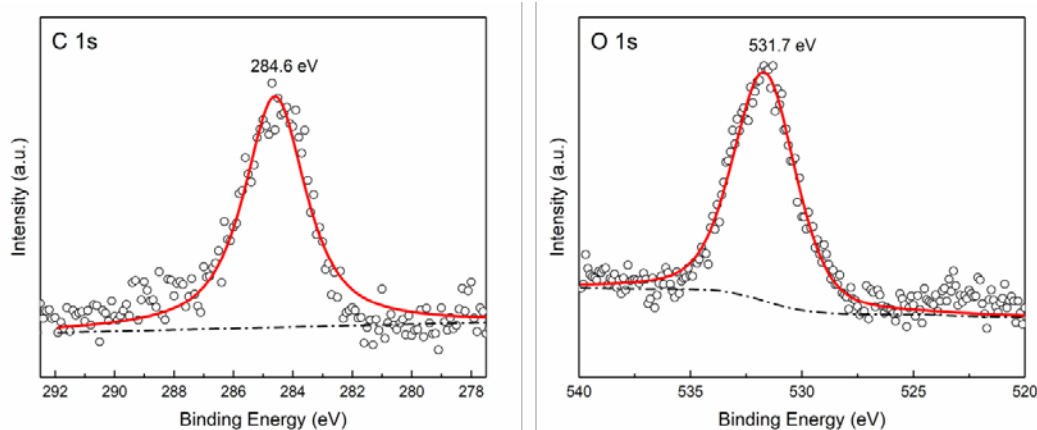 C 1s
284.6 eV
Intensity (a.u.)
292 290 288 286 284 282 280 278
Binding Energy (eV)
O 1s
531.7 eV
Intensity (a.u.)
540 535 530 525 520
Binding Energy (eV)